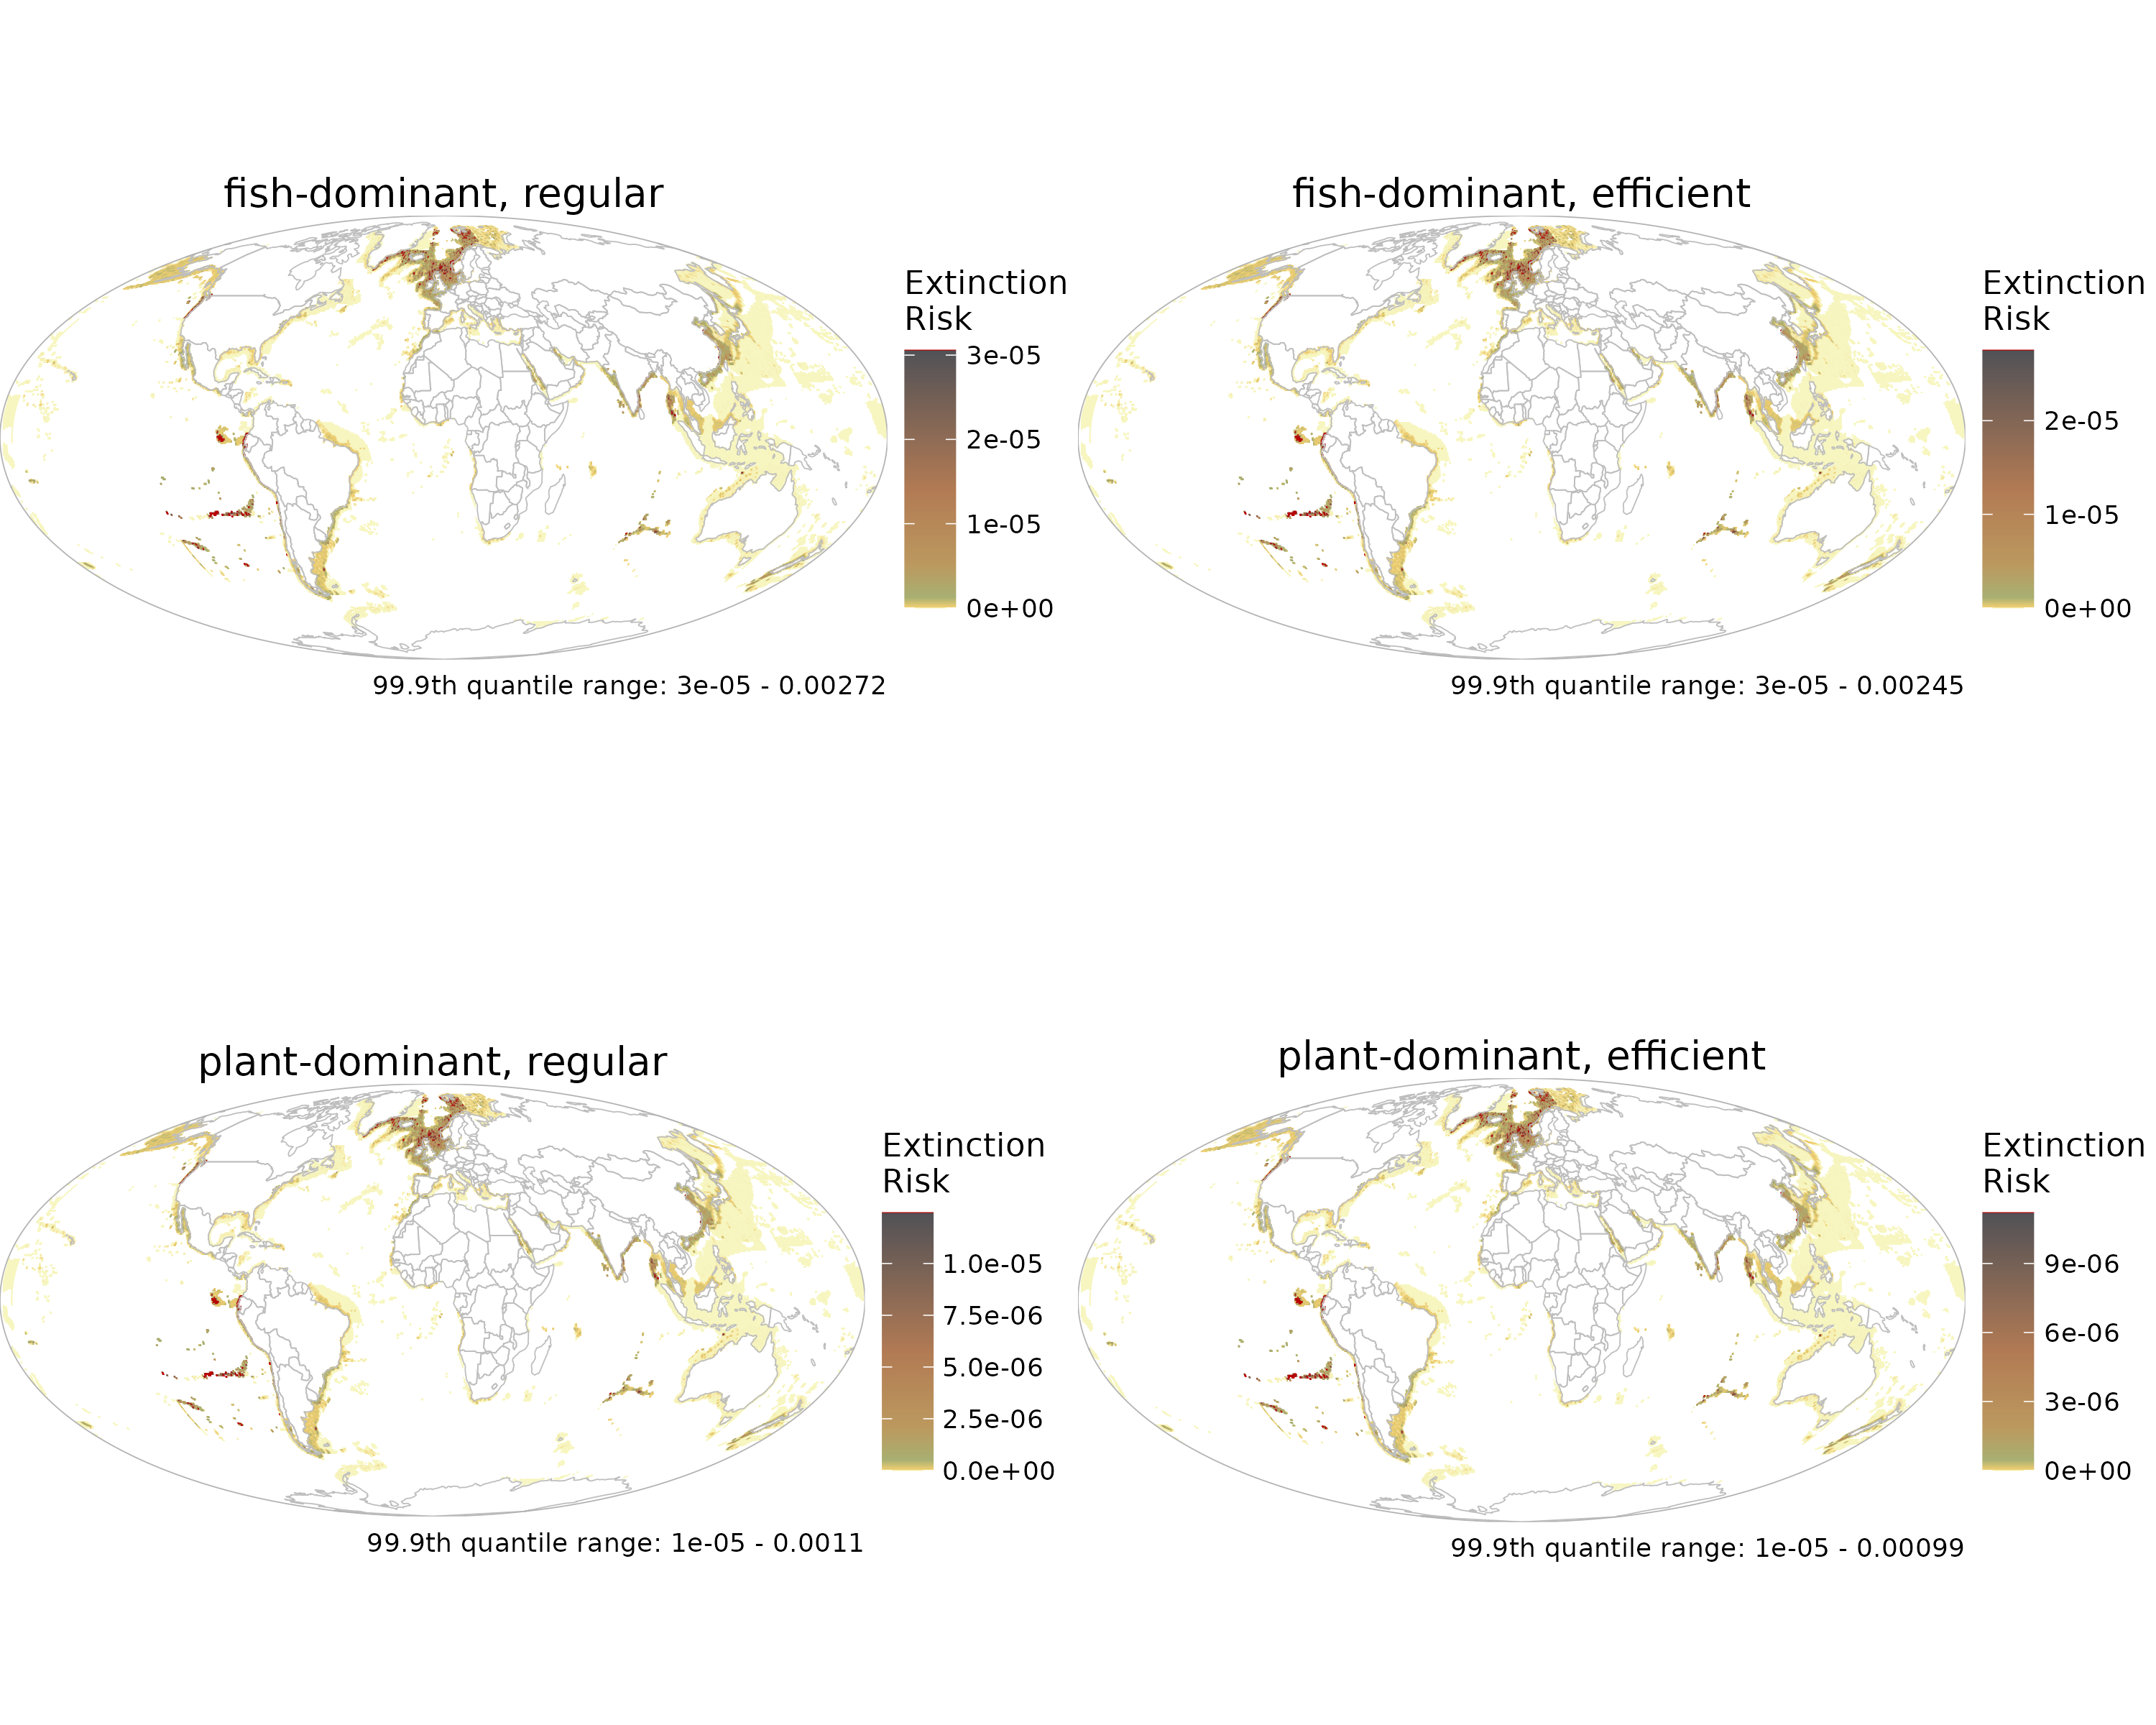 fish-dominant, regular
Extinction
Risk
3e-05
2e-05
1e-05
0e+00
99.9th quantile range: 3e-05 - 0.00272
fish-dominant, efficient
Extinction
Risk
2e-05
1e-05
0e+00
99.9th quantile range: 3e-05 - 0.00245
plant-dominant, regular
Extinction
Risk
1.0e-05
7.5e-06
5.0e-06
2.5e-06
0.0e+00
99.9th quantile range: 1e-05 - 0.0011
plant-dominant, efficient
Extinction
Risk
9e-06
6e-06
3e-06
0e+00
99.9th quantile range: 1e-05 - 0.00099